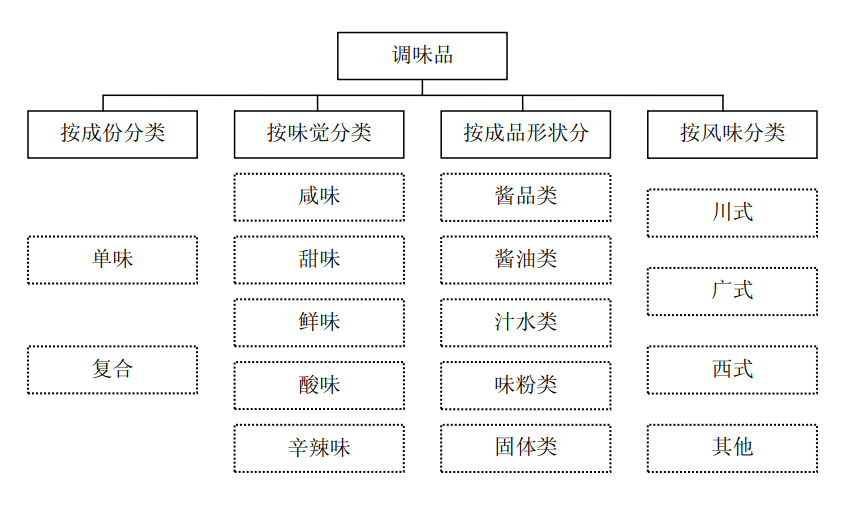 调味品
按成份分类
按味觉分类
按成品形状分
按风味分类
单味
复合
咸味
甜味
鲜味
酸味
辛辣味
酱品类
酱油类
汁水类
味粉类
固体类
川式
广式
西式
其他